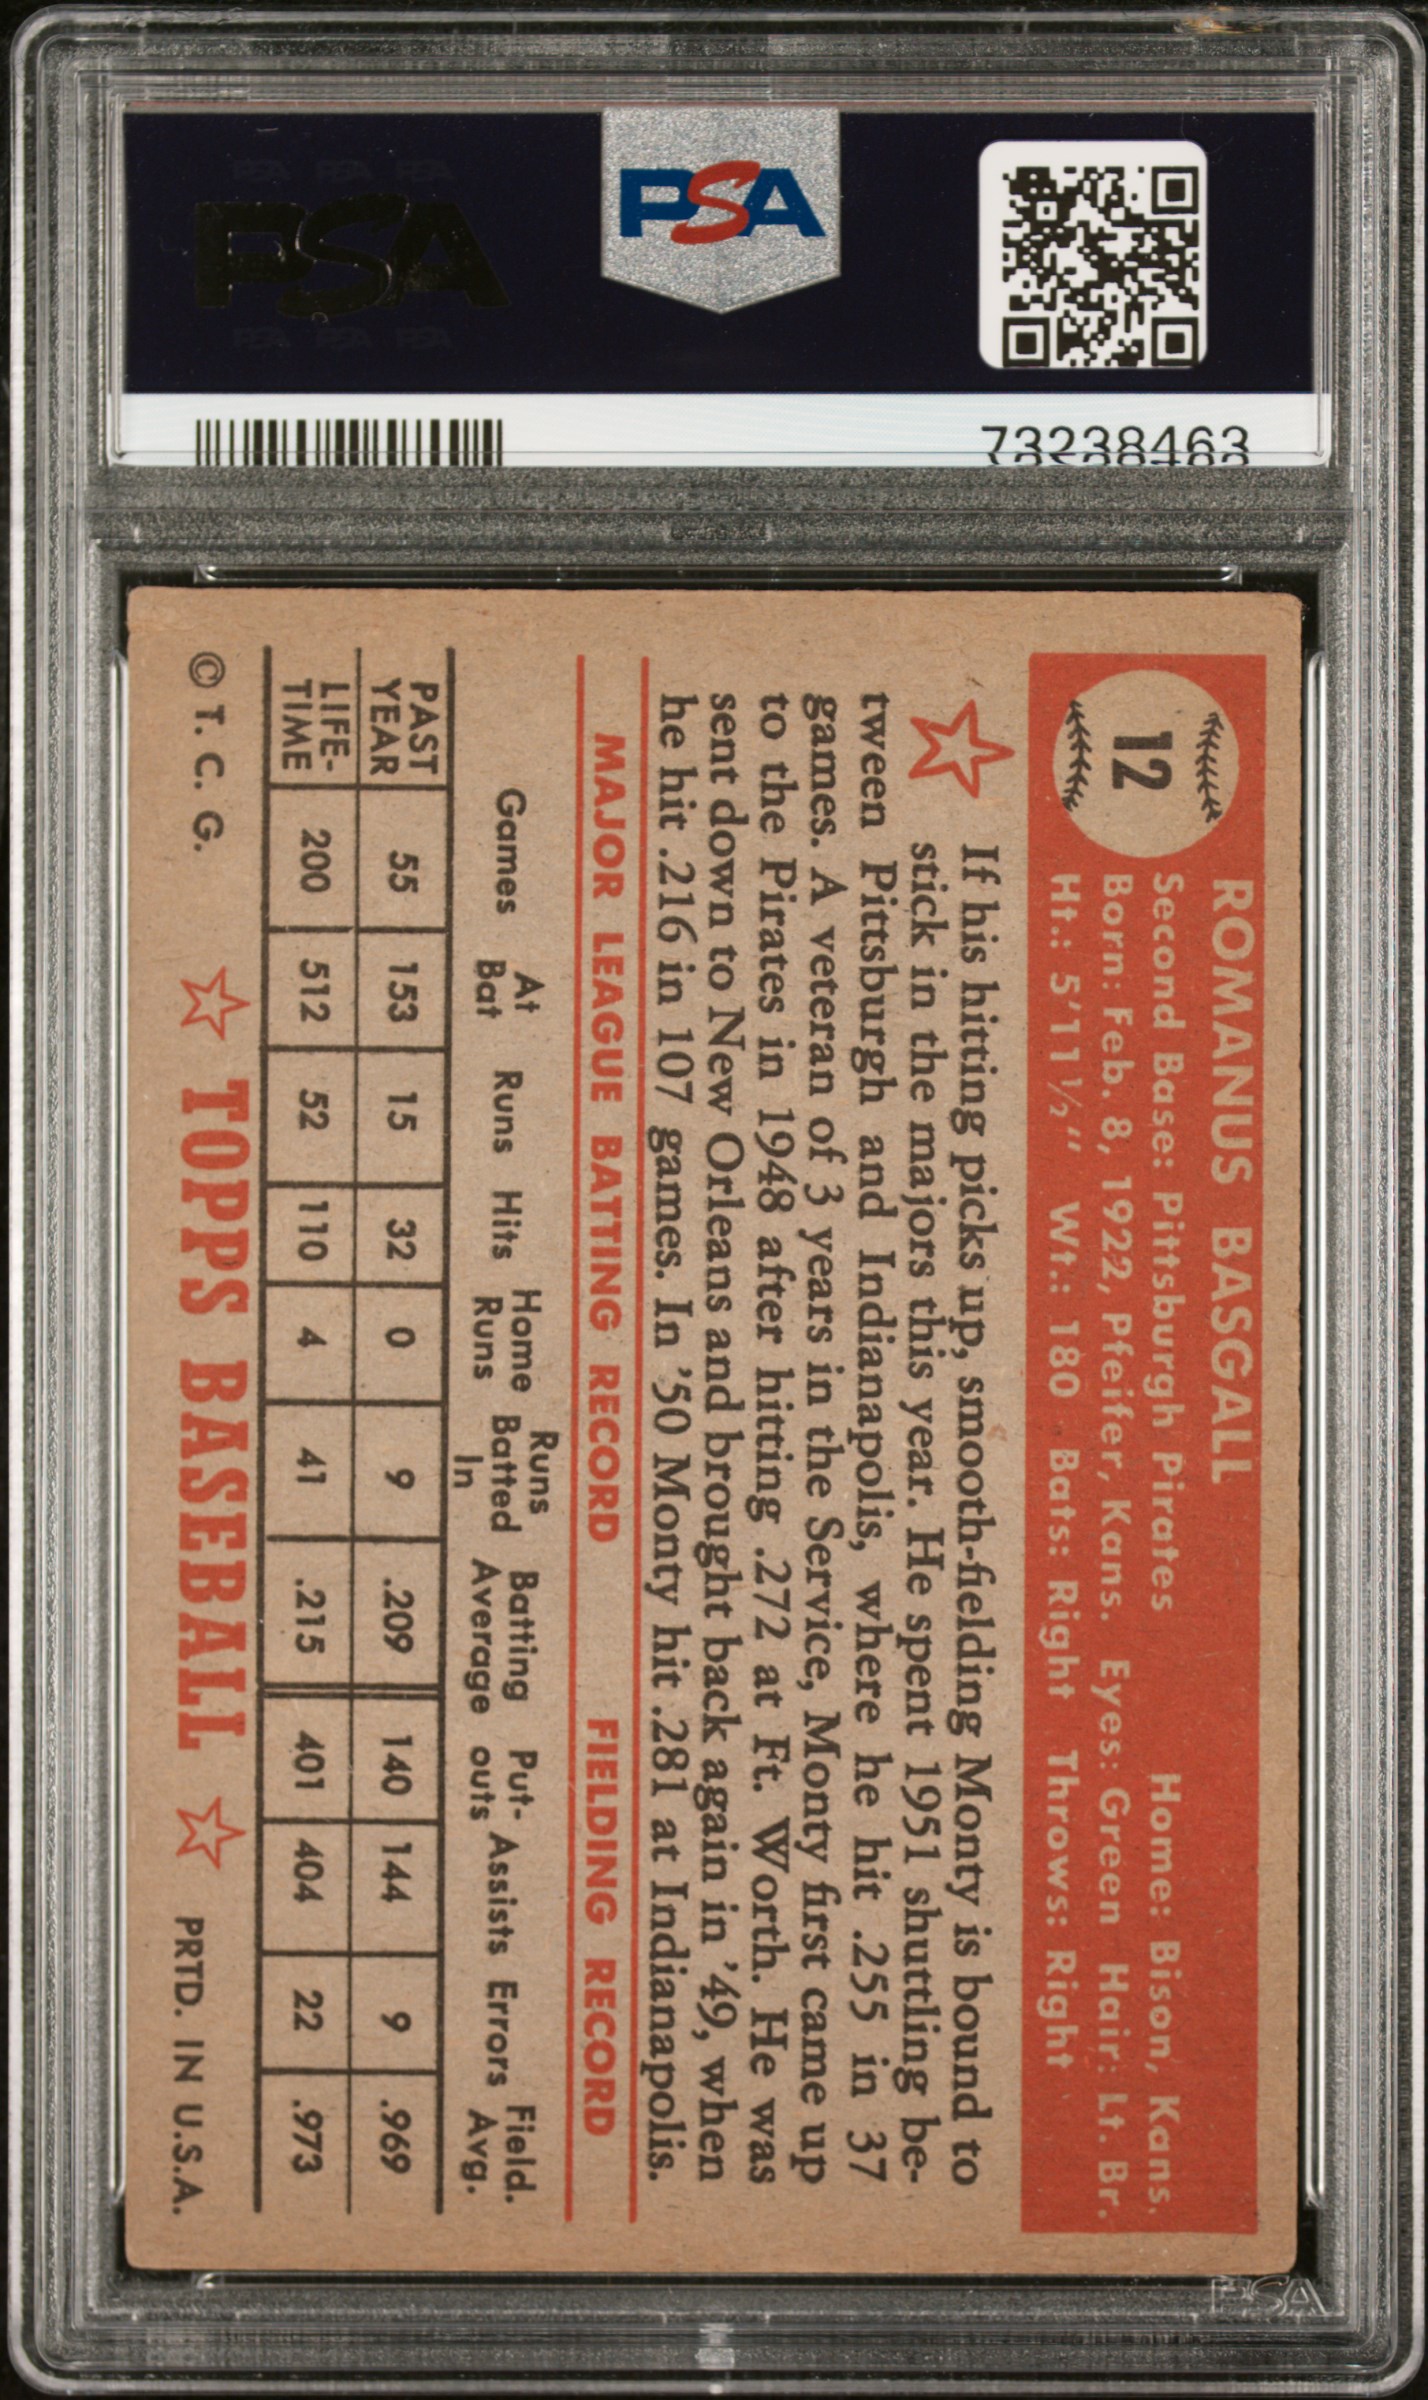 PSA PSA PSA
PSA
PSA PSA PSA
PSA
73238463
12
ROMANUS BASGALL
Second Base: Pittsburgh Pirates Home: Bison, Kans.
Born: Feb. 8, 1922, Pfeifer, Kans. Eyes: Green Hair: Lt. Br.
Ht.: 5'11½" Wt.: 180 Bats: Right Throws: Right
If his hitting picks up, smooth-fielding Monty is bound to
stick in the majors this year. He spent 1951 shuttling be-
tween Pittsburgh and Indianapolis, where he hit .255 in 37
games. A veteran of 3 years in the Service, Monty first came up
to the Pirates in 1948 after hitting .272 at Ft. Worth. He was
sent down to New Orleans and brought back again in '49, when
he hit .216 in 107 games. In '50 Monty hit .281 at Indianapolis.
MAJOR LEAGUE BATTING RECORD FIELDING RECORD
Games At Bat Runs Hits Home Runs Runs Batted In Batting Average Put-outs Assists Errors Field. Avg.
PAST YEAR 55 153 15 32 0 9 .209 140 144 9 .969
LIFE-TIME 200 512 52 110 4 41 .215 401 404 22 .973
© T. C. G. TOPPS BASEBALL PRTD. IN U.S.A.
PSA